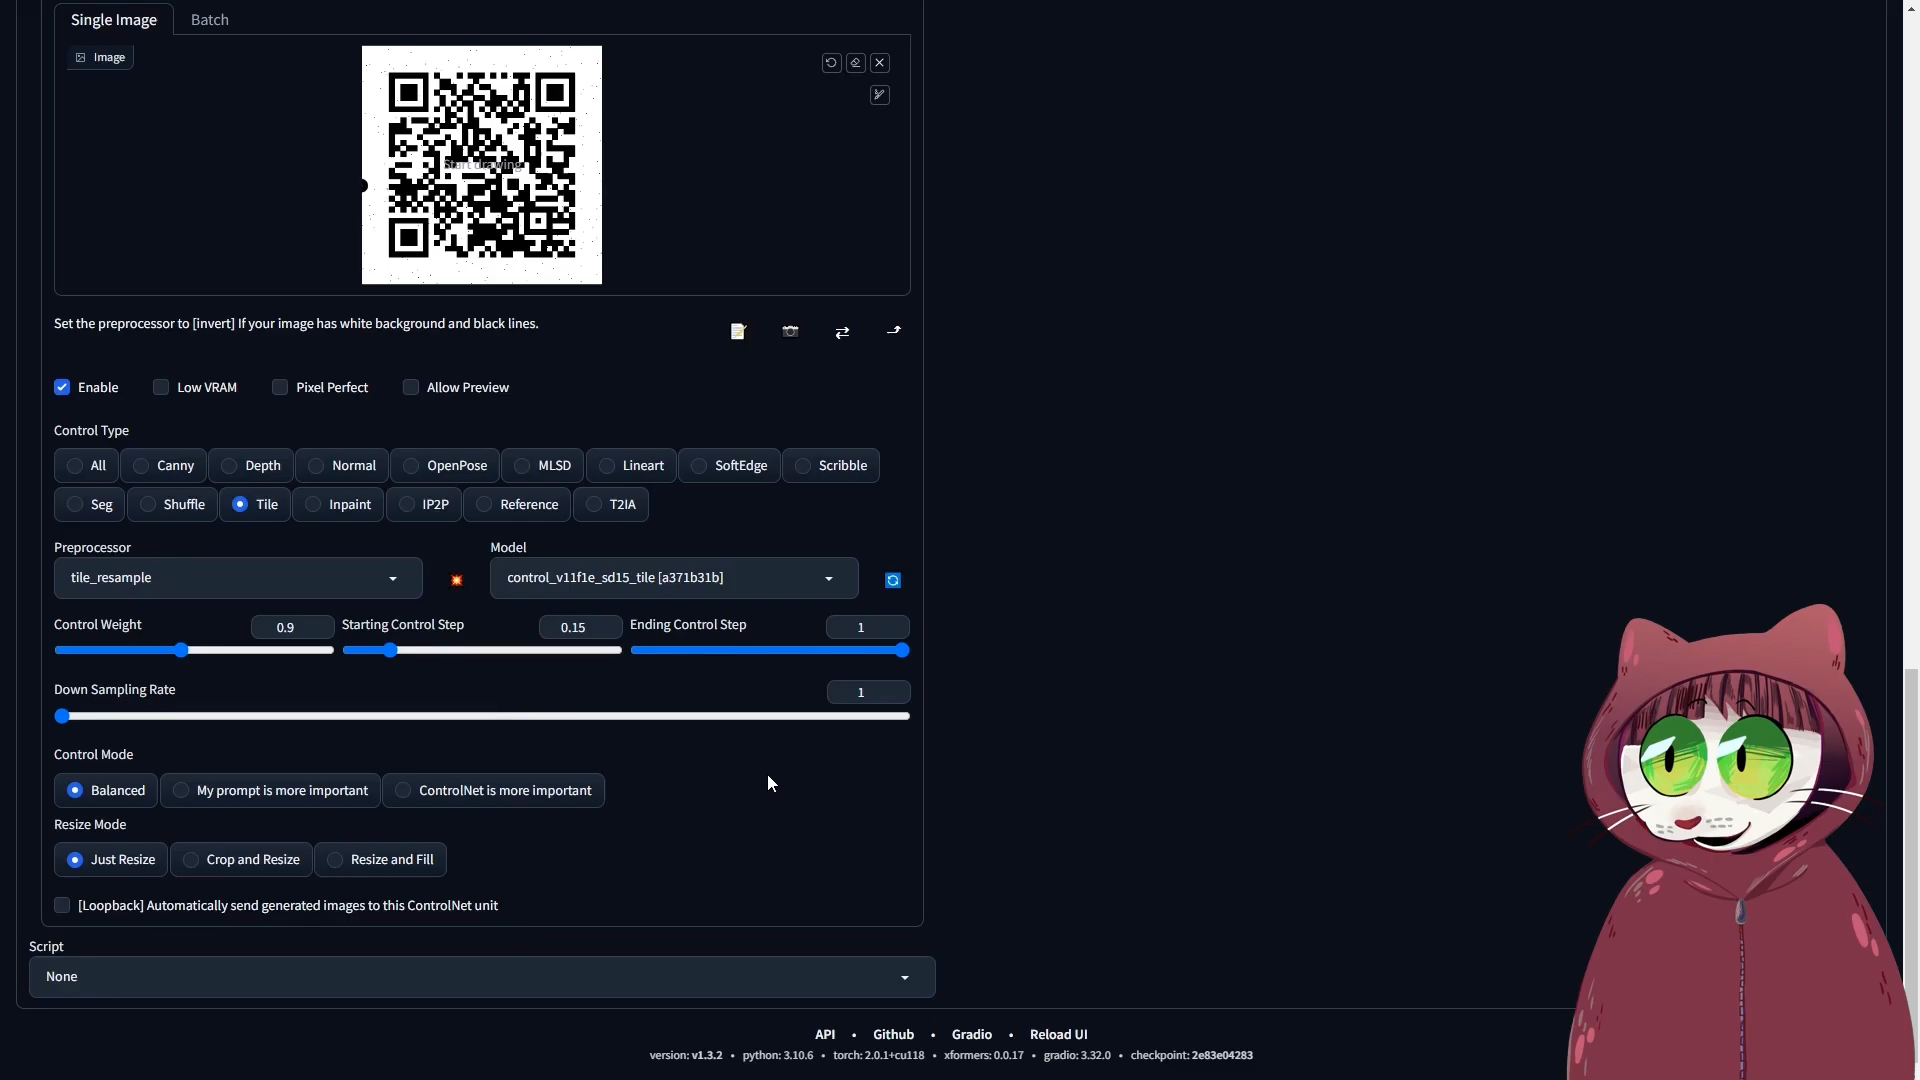 Single Image Batch
Image
Start drawing
Set the preprocessor to [invert] If your image has white background and black lines.
Enable Low VRAM Pixel Perfect Allow Preview
Control Type
All Canny Depth Normal OpenPose MLSD Lineart SoftEdge Scribble
Seg Shuffle Tile Inpaint IP2P Reference T2IA
Preprocessor Model
tile_resample control_v11f1e_sd15_tile [a371b31b]
Control Weight 0.9 Starting Control Step 0.15 Ending Control Step 1
Down Sampling Rate 1
Control Mode
Balanced My prompt is more important ControlNet is more important
Resize Mode
Just Resize Crop and Resize Resize and Fill
[Loopback] Automatically send generated images to this ControlNet unit
Script
None
API • Github • Gradio • Reload UI
version: v1.3.2 • python: 3.10.6 • torch: 2.0.1+cu118 • xformers: 0.0.17 • gradio: 3.32.0 • checkpoint: 2e83e04283